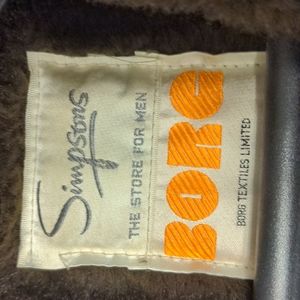 Simpsons
THE STORE FOR MEN
BORG
BORG TEXTILES LIMITED